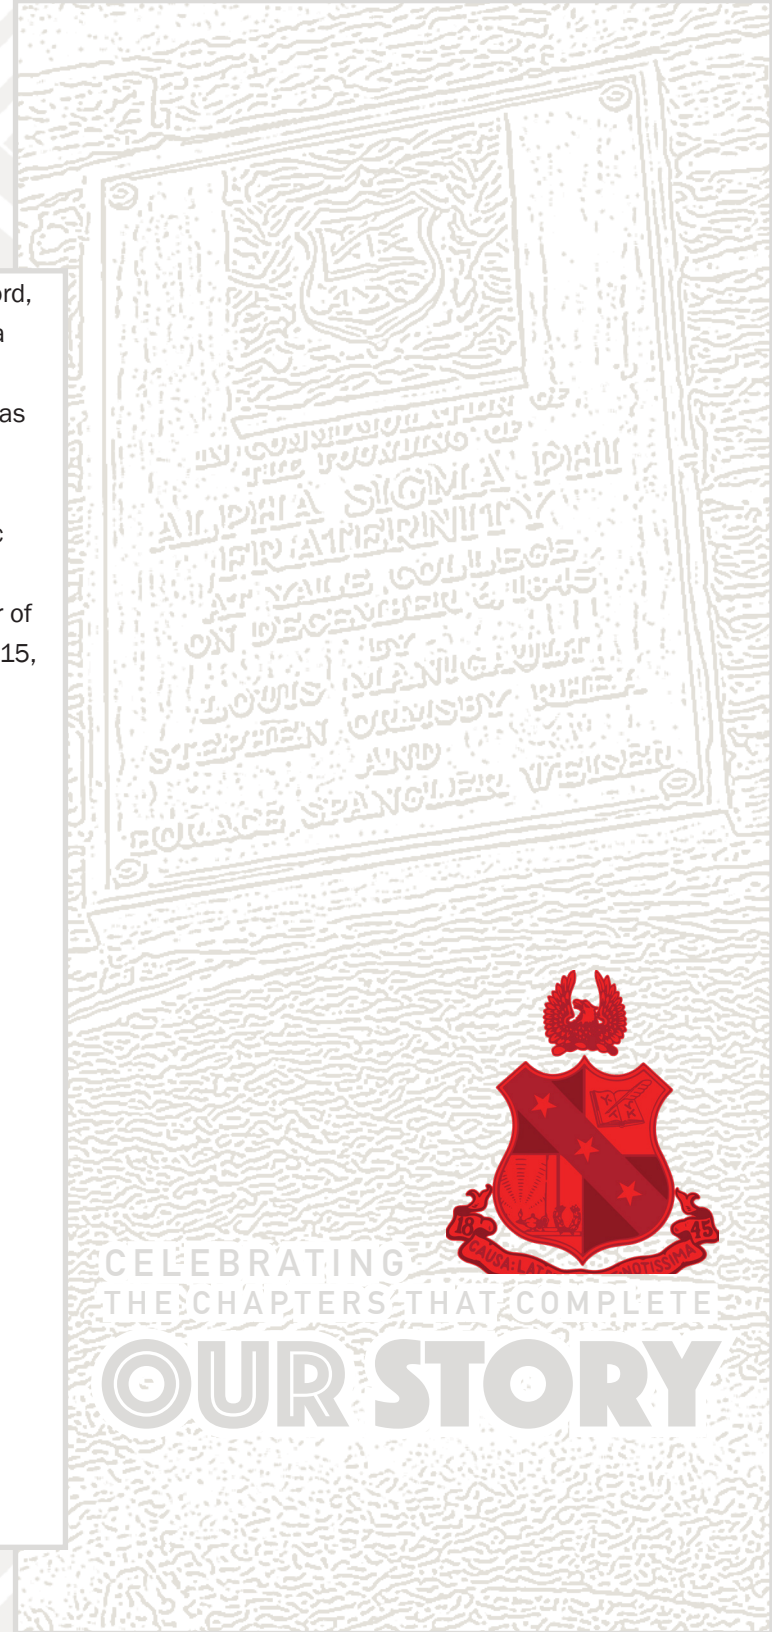 ord,
a
as
c
r of
15,
IN COMMEMORATION OF
THE FOUNDING OF
ALPHA SIGMA PHI
FRATERNITY
AT YALE COLLEGE
ON DECEMBER 6, 1845
BY
LOUIS MANIGAULT
STEPHEN ORMSBY RHEA
AND
HORACE SPANGLER WEISER
18
45
CAUSA: LAT
NOTISSIMA
CELEBRATING
THE CHAPTERS THAT COMPLETE
OUR STORY